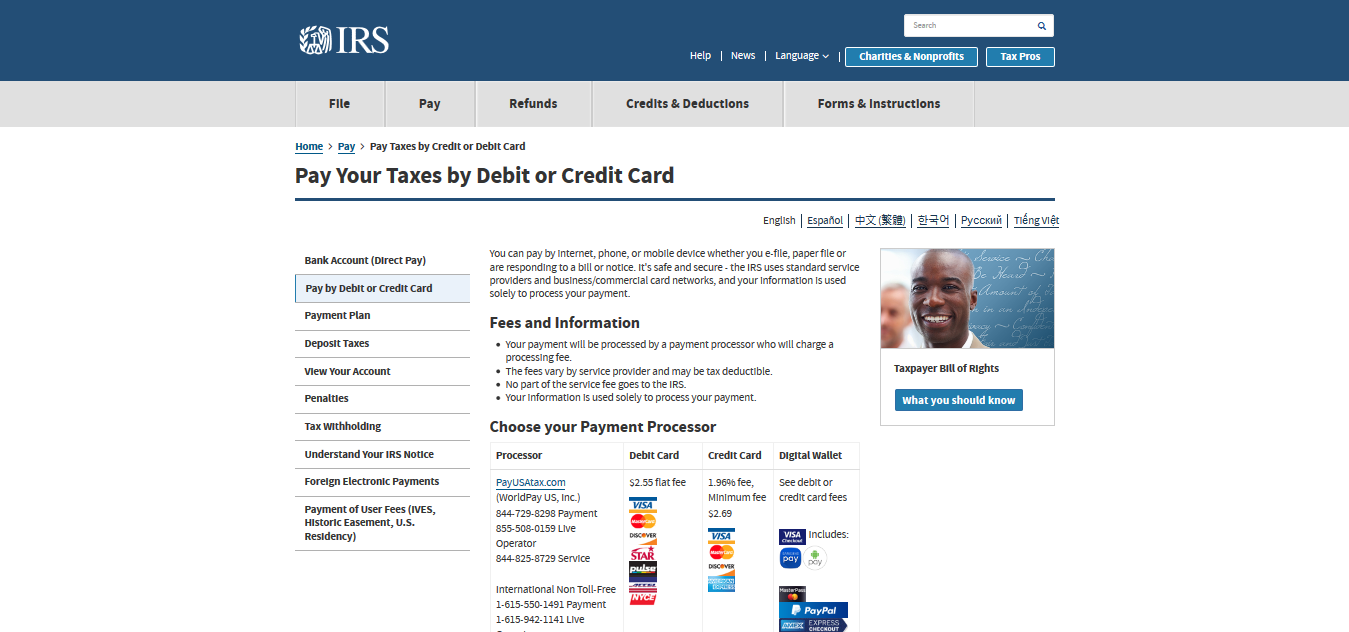 IRS
Search
Help
News
Language
Charities & Nonprofits
Tax Pros
File
Pay
Refunds
Credits & Deductions
Forms & Instructions
Home > Pay > Pay Taxes by Credit or Debit Card
Pay Your Taxes by Debit or Credit Card
English | Español | 中文 (繁體) | 한국어 | Русский | Tiếng Việt
Bank Account (Direct Pay)
Pay by Debit or Credit Card
Payment Plan
Deposit Taxes
View Your Account
Penalties
Tax Withholding
Understand Your IRS Notice
Foreign Electronic Payments
Payment of User Fees (IVES,
Historic Easement, U.S.
Residency)
You can pay by internet, phone, or mobile device whether you e-file, paper file or
are responding to a bill or notice. It's safe and secure - the IRS uses standard service
providers and business/commercial card networks, and your information is used
solely to process your payment.
Fees and Information
Your payment will be processed by a payment processor who will charge a
processing fee.
The fees vary by service provider and may be tax deductible.
No part of the service fee goes to the IRS.
Your information is used solely to process your payment.
Choose your Payment Processor
Processor
Debit Card
Credit Card
Digital Wallet
PayUSAtax.com
(WorldPay US, Inc.)
844-729-8298 Payment
855-508-0159 Live
Operator
844-825-8729 Service
International Non Toll-Free
1-615-550-1491 Payment
1-615-942-1141 Live
$2.55 flat fee
VISA
MasterCard
DISCOVER
STAR
pulse
NYCE
1.96% fee,
Minimum fee
$2.69
VISA
MasterCard
DISCOVER
AMERICAN
EXPRESS
See debit or
credit card fees
VISA
Checkout
Includes:
pay
pay
MasterPass
PayPal
AMEX EXPRESS
CHECKOUT
Service ~ Cha
Be Heard ~
Amount of
in an
Taxpayer Bill of Rights
What you should know